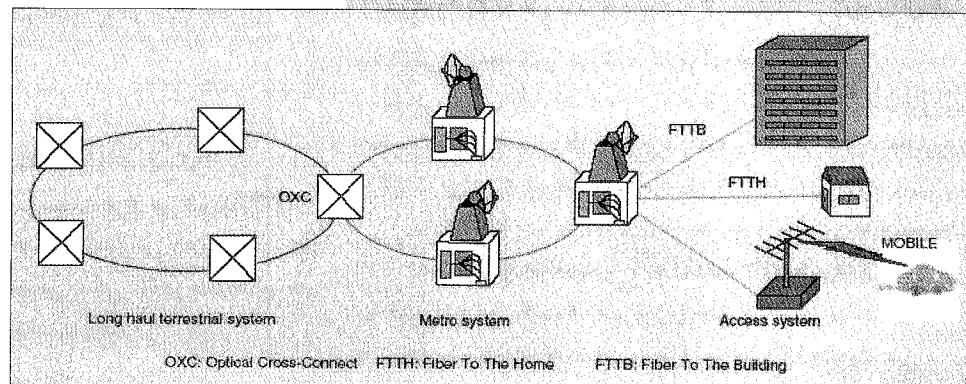 FTTB
FTTH
OXC
MOBILE
Long haul terrestrial system
Metro system
Access system
OXC: Optical Cross-Connect FTTH: Fiber To The Home FTTB: Fiber To The Building